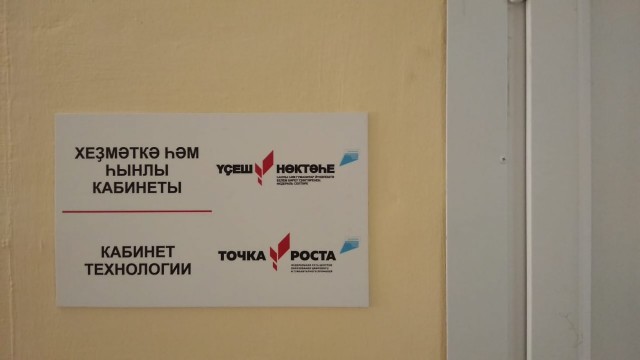 ХЕҘМӘТКӘ ҺӘМ
ҺЫНЛЫ
КАБИНЕТЫ
ҮҪЕШ НӨКТӘҺЕ
КАБИНЕТ
ТЕХНОЛОГИИ
ТОЧКА РОСТА